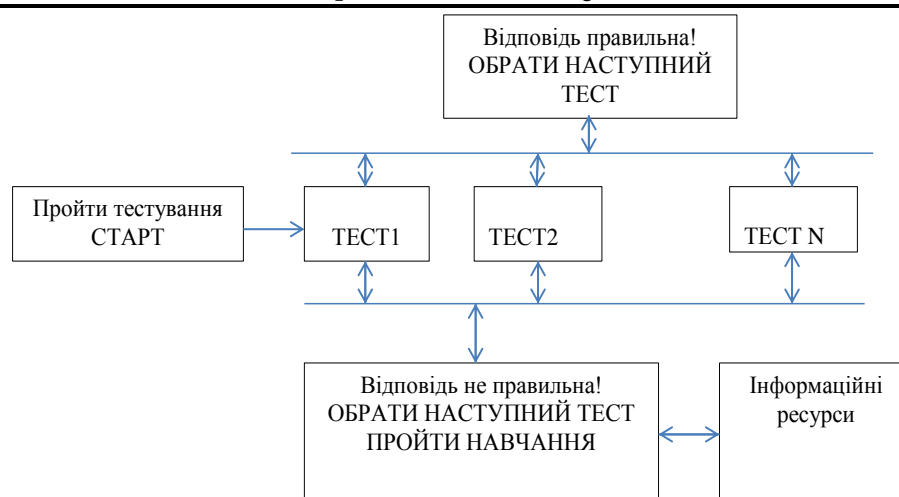 Відповідь правильна!
ОБРАТИ НАСТУПНИЙ
ТЕСТ
Пройти тестування
СТАРТ
ТЕСТ1
ТЕСТ2
ТЕСТ N
Відповідь не правильна!
ОБРАТИ НАСТУПНИЙ ТЕСТ
ПРОЙТИ НАВЧАННЯ
Інформаційні
ресурси